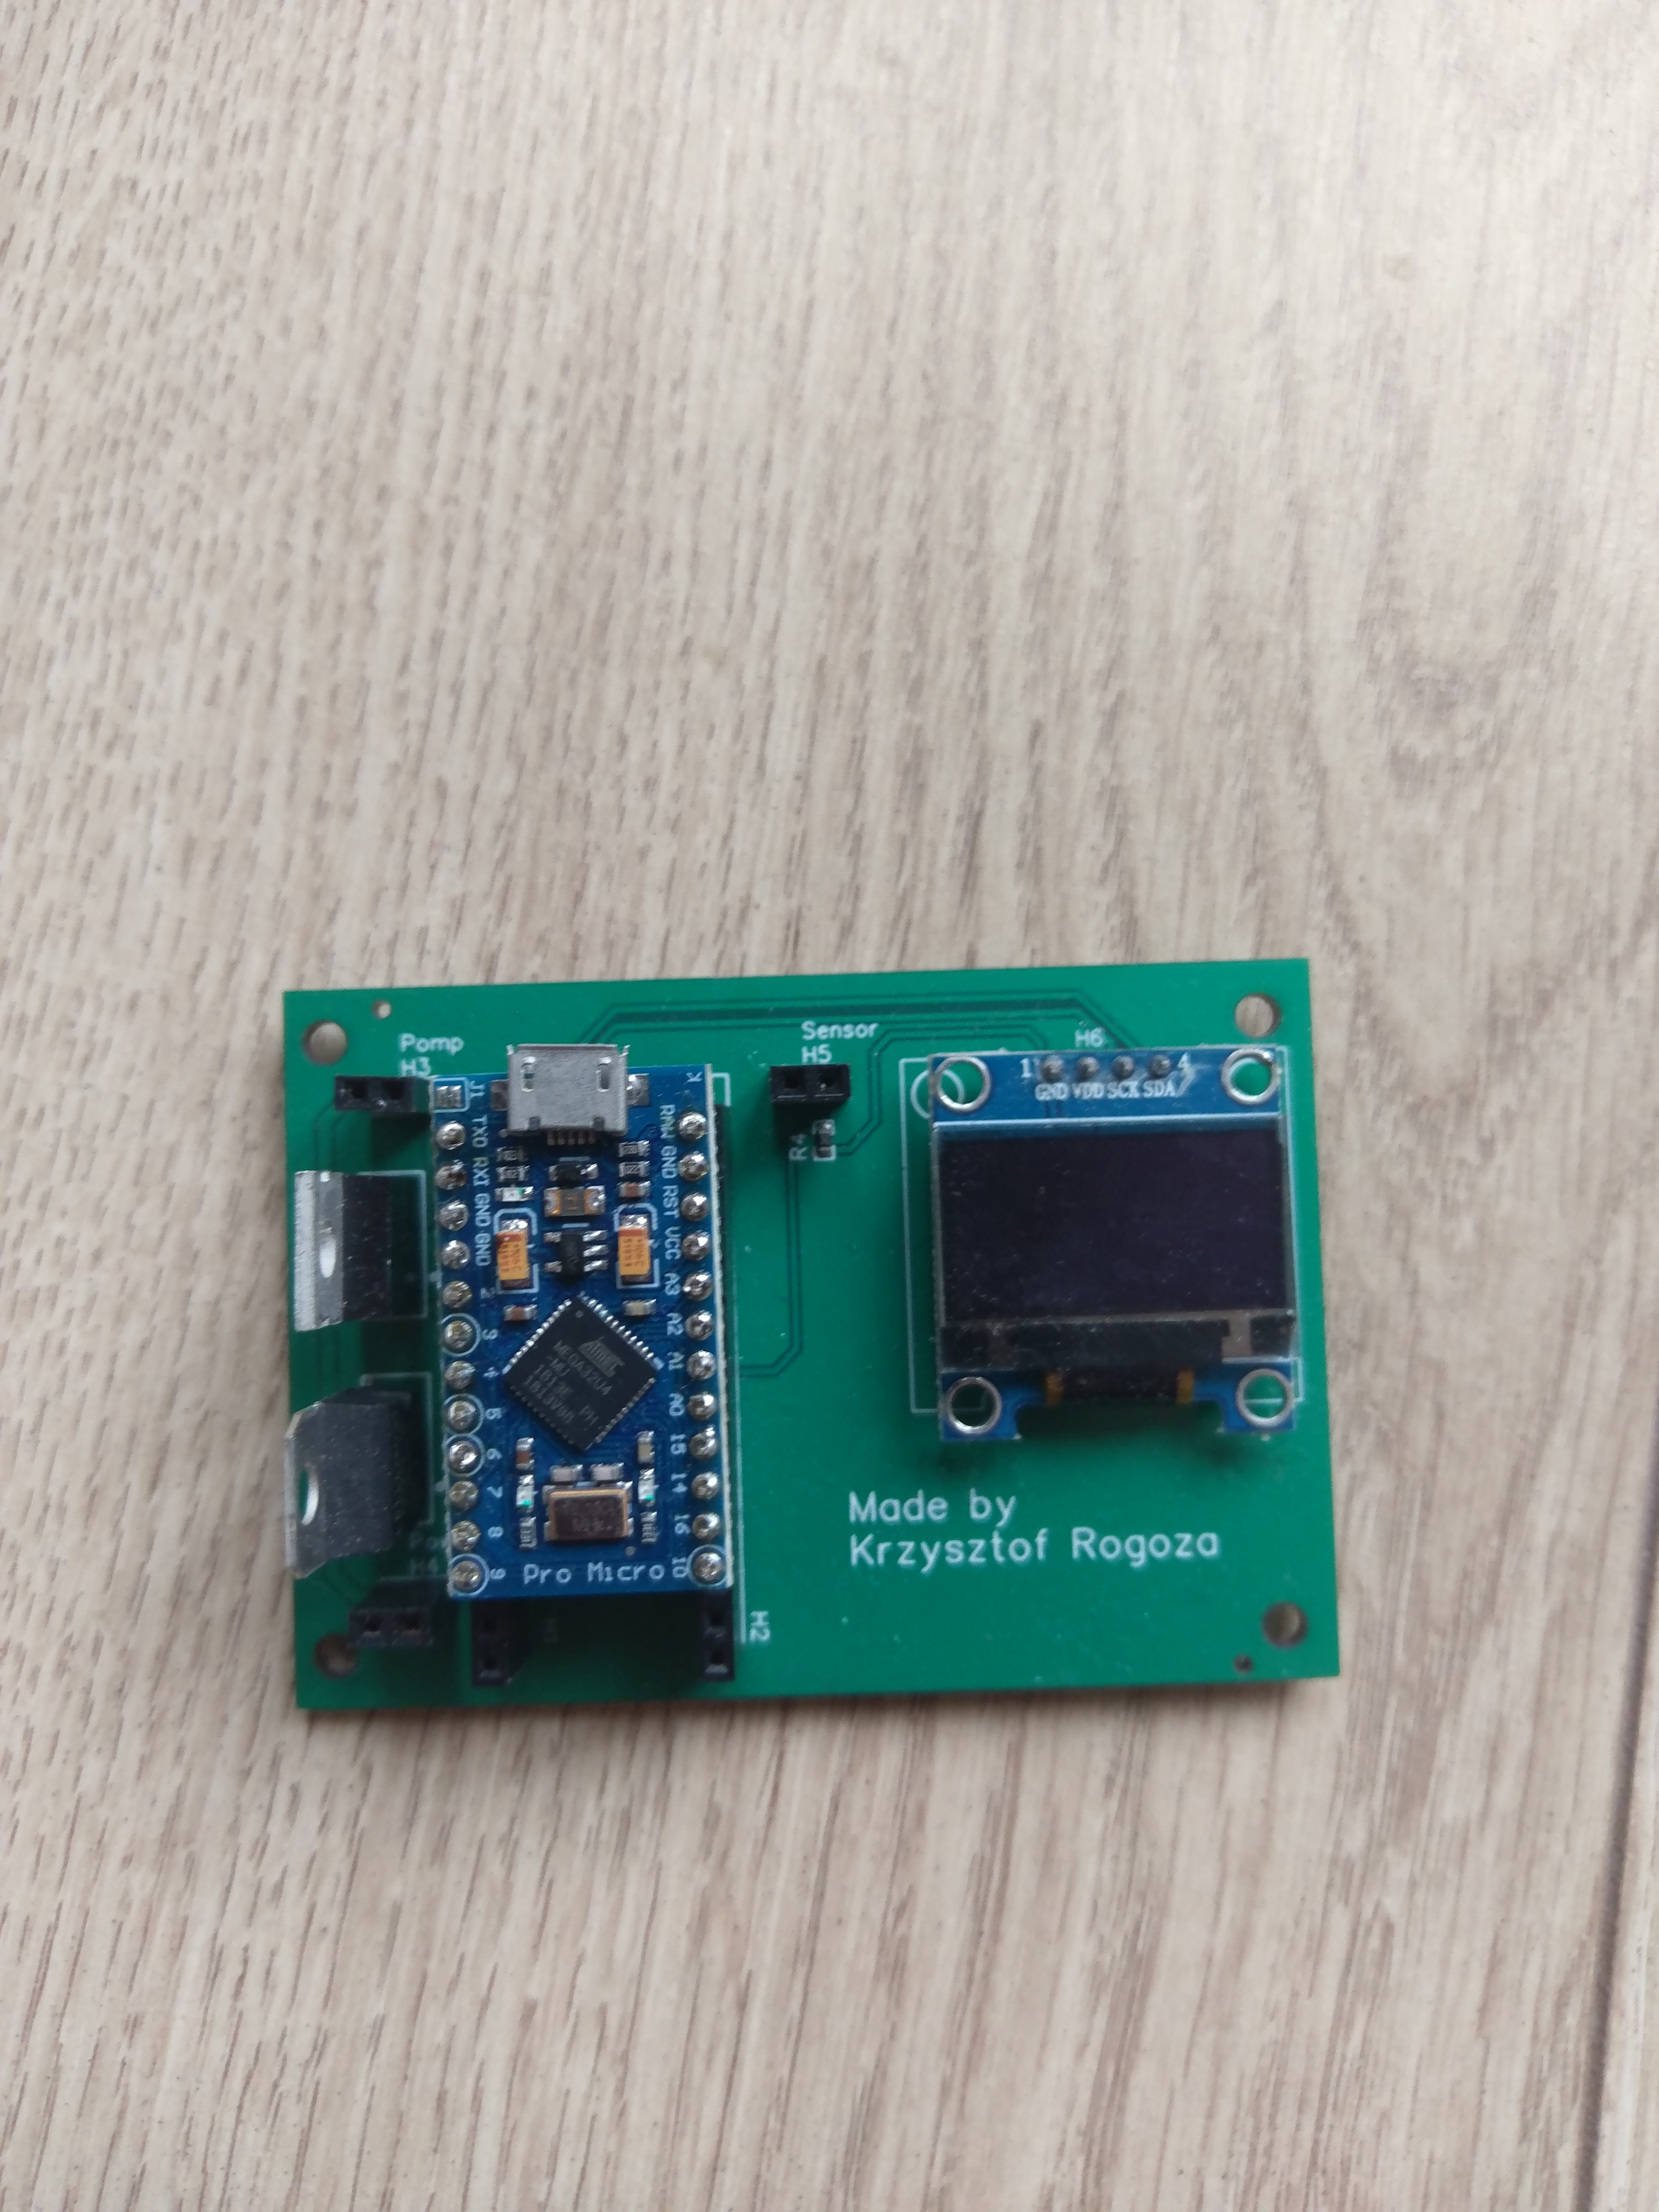 Pomp
H3
Sensor
H5
H6
1
4
GND VDD SCK SDA
R4
J1
TXO
RXI
GND
GND
2
3
4
5
6
7
8
9
RAW
GND
RST
VCC
A3
A2
A1
A0
15
14
16
10
MEGA32U4
Pro Micro
H4
H2
Made by
Krzysztof Rogoza